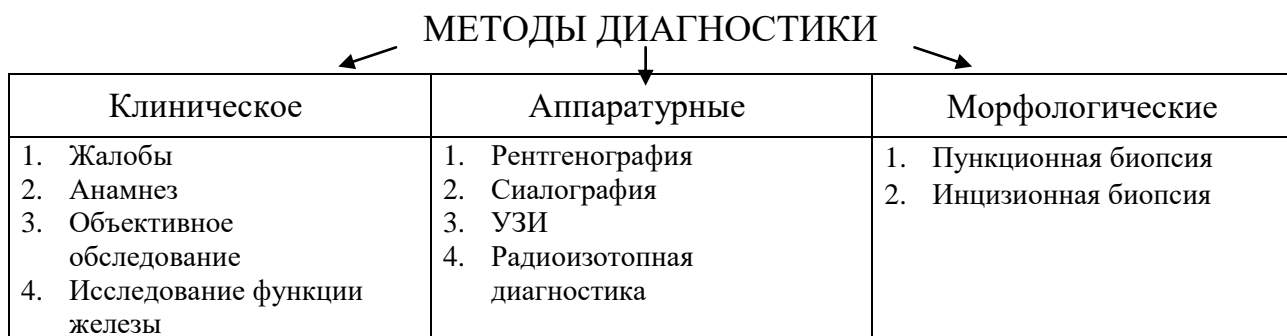 МЕТОДЫ ДИАГНОСТИКИ
Клиническое
1. Жалобы
2. Анамнез
3. Объективное
обследование
4. Исследование функции
железы
Аппаратурные
1. Рентгенография
2. Сиалография
3. УЗИ
4. Радиоизотопная
диагностика
Морфологические
1. Пункционная биопсия
2. Инцизионная биопсия